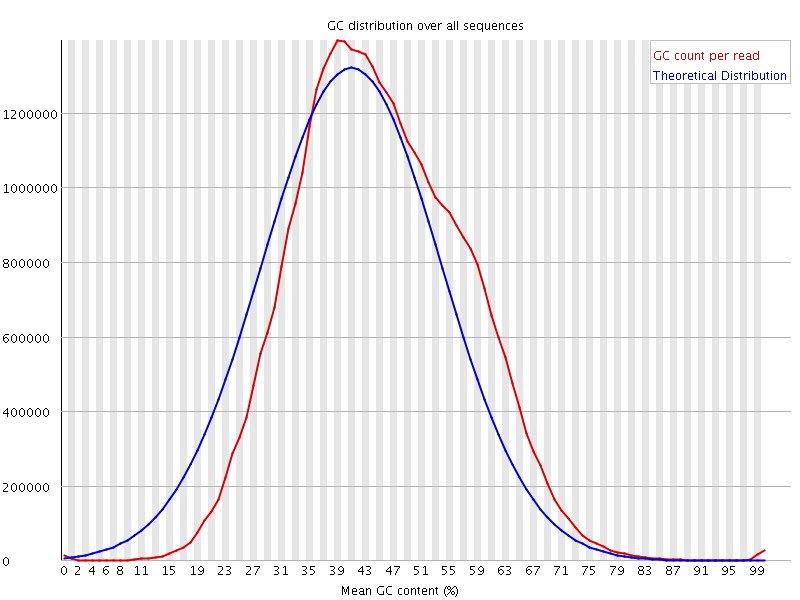 GC distribution over all sequences
GC count per read
Theoretical Distribution
1200000
1000000
800000
600000
400000
200000
0
0 2 4 6 8 11 15 19 23 27 31 35 39 43 47 51 55 59 63 67 71 75 79 83 87 91 95 99
Mean GC content (%)